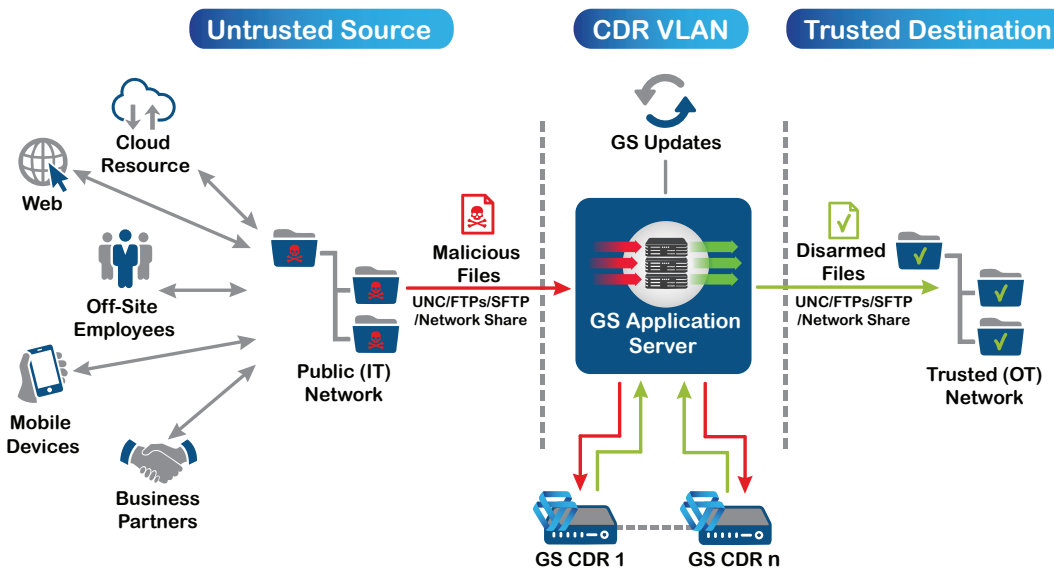 Untrusted Source
CDR VLAN
Trusted Destination
Cloud
Resource
Web
Off-Site
Employees
Mobile
Devices
Business
Partners
Public (IT)
Network
Malicious
Files
UNC/FTPs/SFTP
/Network Share
GS Updates
GS Application
Server
GS CDR 1
GS CDR n
Disarmed
Files
UNC/FTPs/SFTP
/Network Share
Trusted (OT)
Network